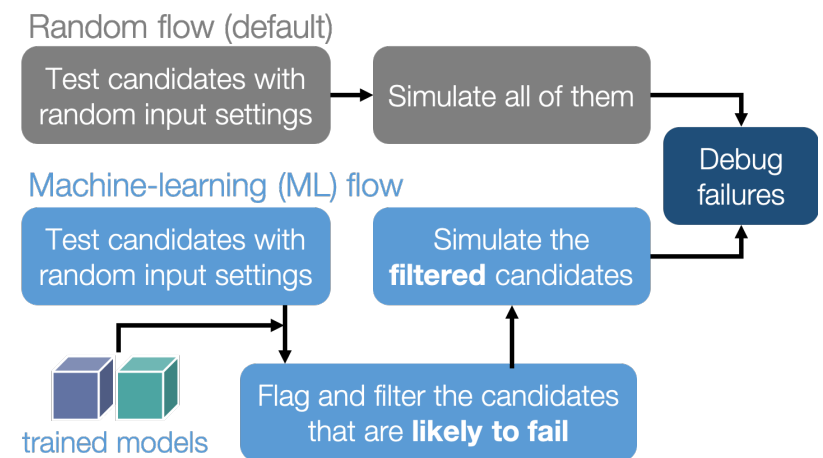 Random flow (default)
Test candidates with
random input settings
Simulate all of them
Debug
failures
Machine-learning (ML) flow
Test candidates with
random input settings
Simulate the
filtered candidates
Flag and filter the candidates
that are likely to fail
trained models